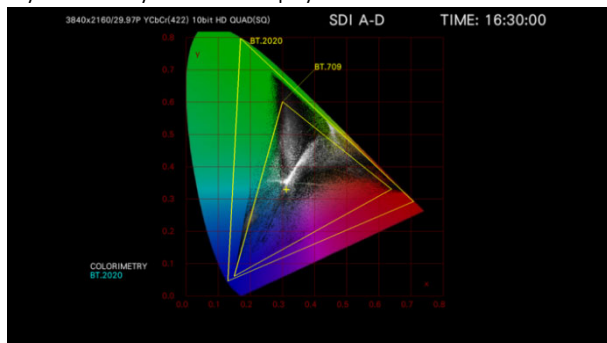 3840x2160/29.97P YCbCr(422) 10bit HD QUAD(SQ) SDI A-D TIME: 16:30:00
0.8
BT.2020
Y
0.7
BT.709
0.6
0.5
0.4
0.3
0.2
0.1
COLORIMETRY
BT.2020
x
0.0
0.0 0.1 0.2 0.3 0.4 0.5 0.6 0.7 0.8